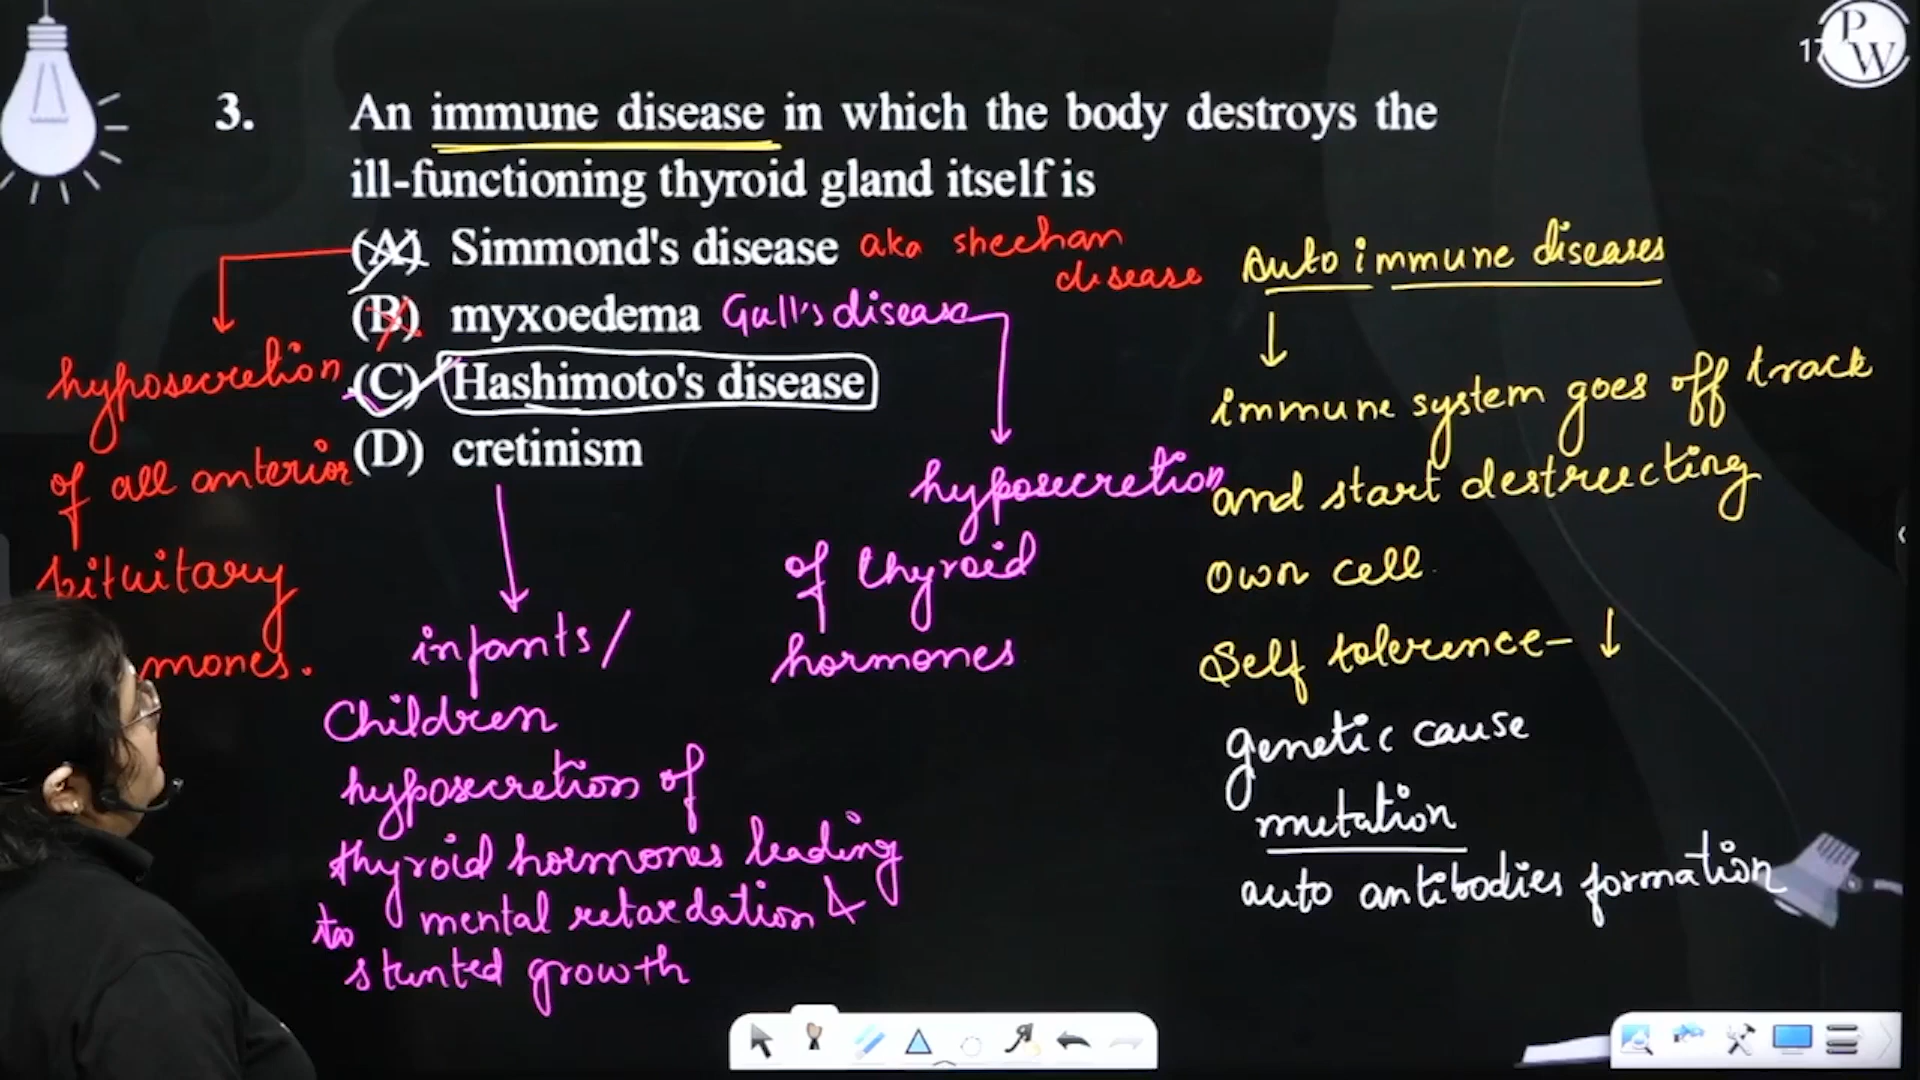 17
PW
3. An immune disease in which the body destroys the
ill-functioning thyroid gland itself is
(A) Simmond's disease aka sheehan
disease
(B) myxoedema Gull's disease
(C) Hashimoto's disease
(D) cretinism
hyposecretion
of all anterior
pituitary
mones.
infants/
Children
hyposecretion of
thyroid hormones leading
to mental retardation &
stunted growth
hyposecretion
of thyroid
hormones
Auto immune diseases
immune system goes off track
and start destreecting
own cell
Self tolerence- ↓
genetic cause
mutation
auto antibodies formation